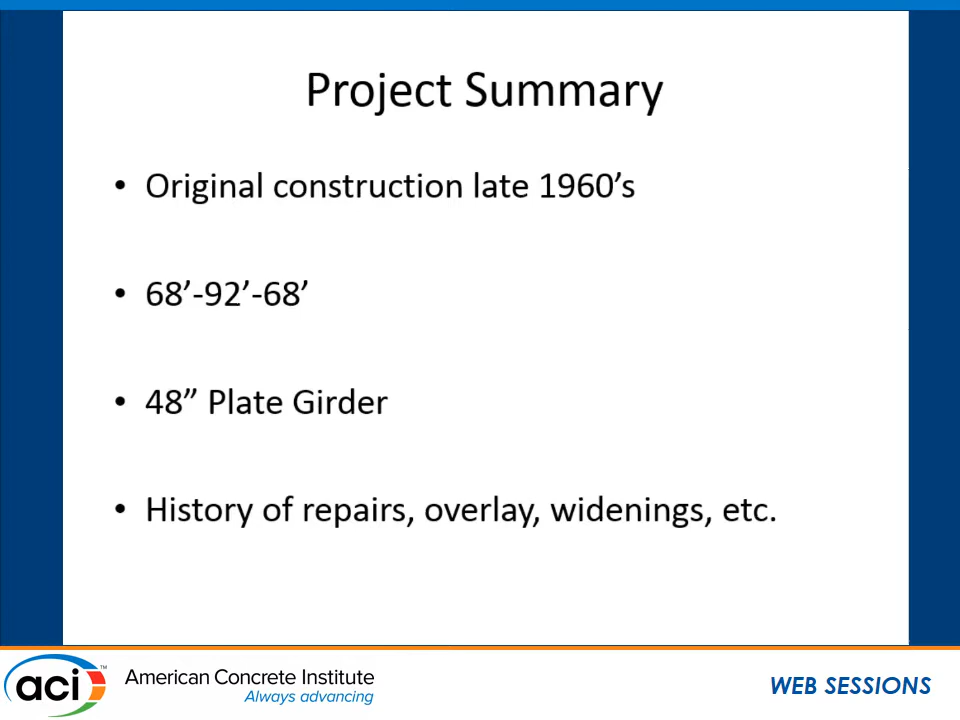 Project Summary
• Original construction late 1960’s
• 68’-92’-68’
• 48” Plate Girder
• History of repairs, overlay, widenings, etc.
aci™
American Concrete Institute
Always advancing
WEB SESSIONS